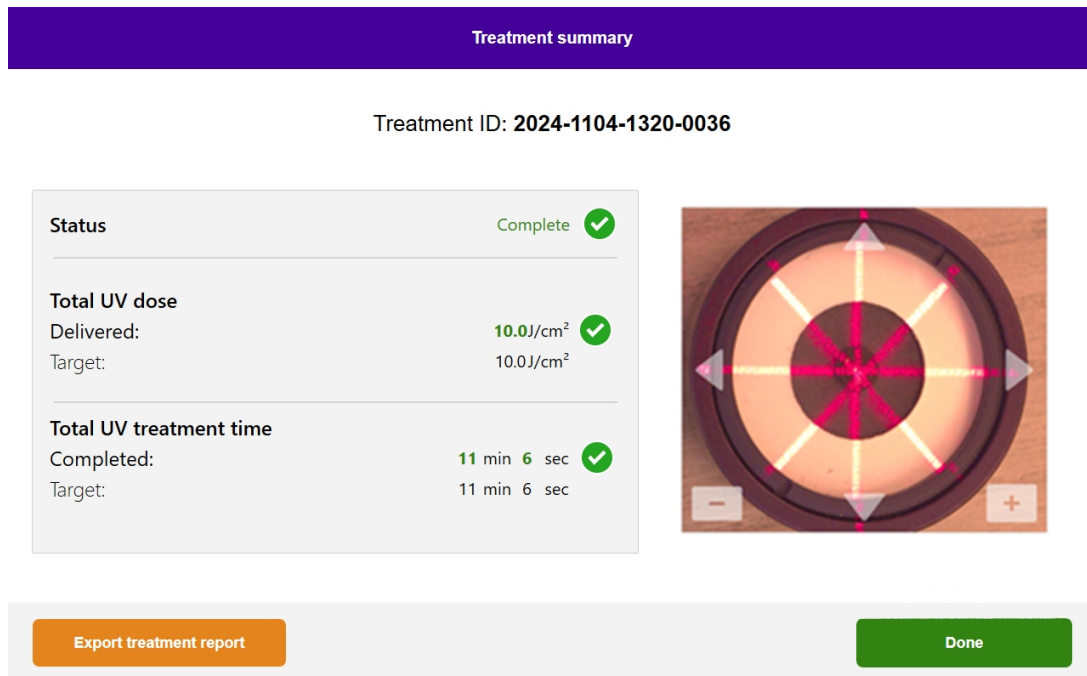 Treatment summary
Treatment ID: 2024-1104-1320-0036
Status Complete
Total UV dose
Delivered: 10.0J/cm²
Target: 10.0J/cm²
Total UV treatment time
Completed: 11 min 6 sec
Target: 11 min 6 sec
− +
Export treatment report Done